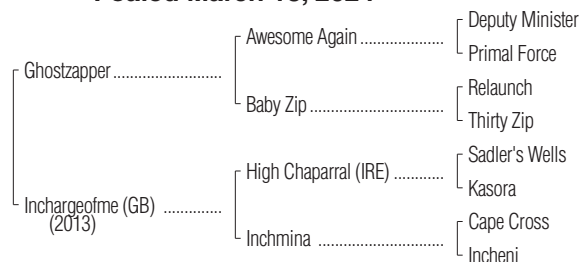 Foaled March 2024
Deputy Minister
Awesome Again
Primal Force
Ghostzapper
Relaunch
Baby Zip
Thirty Zip
Sadler's Wells
High Chaparral (IRE)
Kasora
Inchargeofme (GB)
(2013)
Cape Cross
Inchmina
Incheni